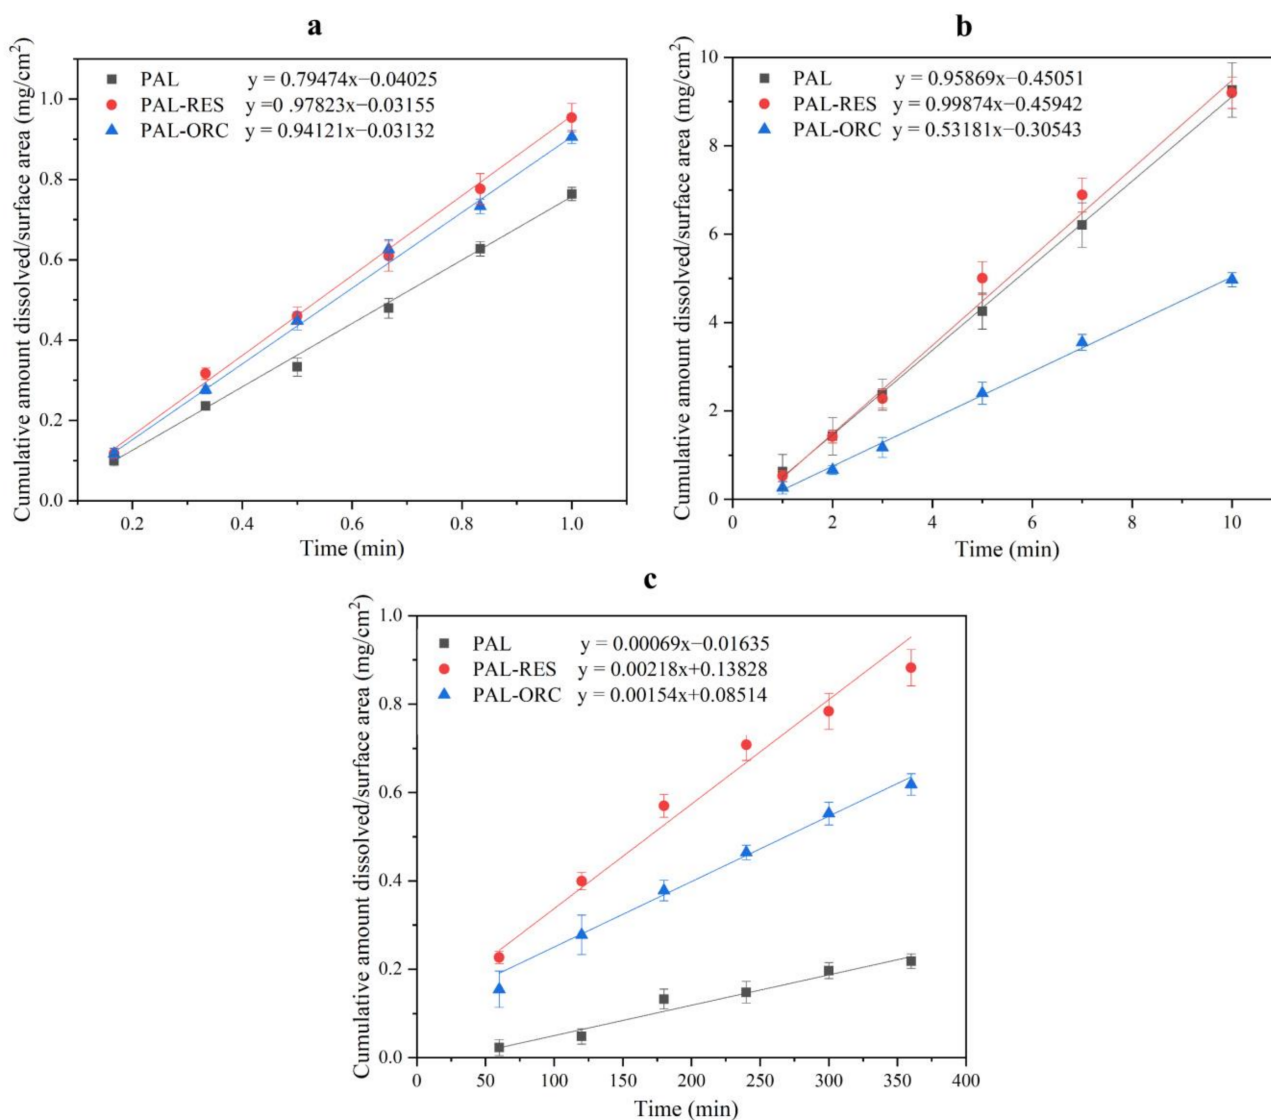 a
Cumulative amount dissolved/surface area (mg/cm²)
PAL y = 0.79474x−0.04025
PAL-RES y =0 .97823x−0.03155
PAL-ORC y = 0.94121x−0.03132
1.0
0.8
0.6
0.4
0.2
0.0
0.2 0.4 0.6 0.8 1.0
Time (min)
b
Cumulative amount dissolved/surface area (mg/cm²)
PAL y = 0.95869x−0.45051
PAL-RES y = 0.99874x−0.45942
PAL-ORC y = 0.53181x−0.30543
10
8
6
4
2
0
0 2 4 6 8 10
Time (min)
c
Cumulative amount dissolved/surface area (mg/cm²)
PAL y = 0.00069x−0.01635
PAL-RES y = 0.00218x+0.13828
PAL-ORC y = 0.00154x+0.08514
1.0
0.8
0.6
0.4
0.2
0.0
0 50 100 150 200 250 300 350 400
Time (min)